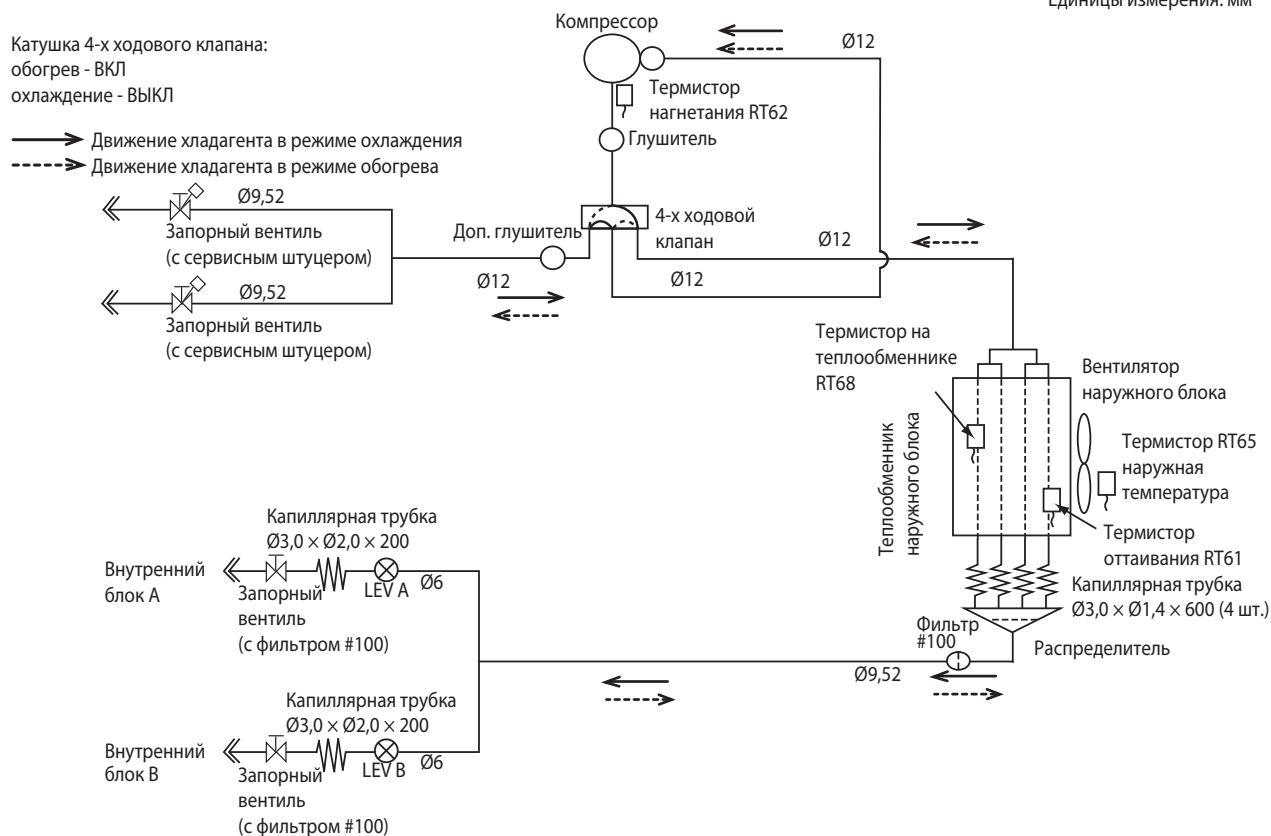 Единицы измерения: мм
Катушка 4-х ходового клапана:
обогрев - ВКЛ
охлаждение - ВЫКЛ
Движение хладагента в режиме охлаждения
Движение хладагента в режиме обогрева
Компрессор
Ø12
Термистор
нагнетания RT62
Глушитель
Ø9,52
Запорный вентиль
(с сервисным штуцером)
Доп. глушитель
4-х ходовой
клапан
Ø12
Ø12
Ø12
Ø9,52
Запорный вентиль
(с сервисным штуцером)
Термистор на
теплообменнике
RT68
Вентилятор
наружного блока
Теплообменник
наружного блока
Термистор RT65
наружная
температура
Термистор
оттаивания RT61
Капиллярная трубка
Ø3,0 × Ø1,4 × 600 (4 шт.)
Распределитель
Фильтр
#100
Ø9,52
Капиллярная трубка
Ø3,0 × Ø2,0 × 200
Внутренний
блок A
Запорный
вентиль
(с фильтром #100)
LEV A
Ø6
Капиллярная трубка
Ø3,0 × Ø2,0 × 200
Внутренний
блок B
Запорный
вентиль
(с фильтром #100)
LEV B
Ø6